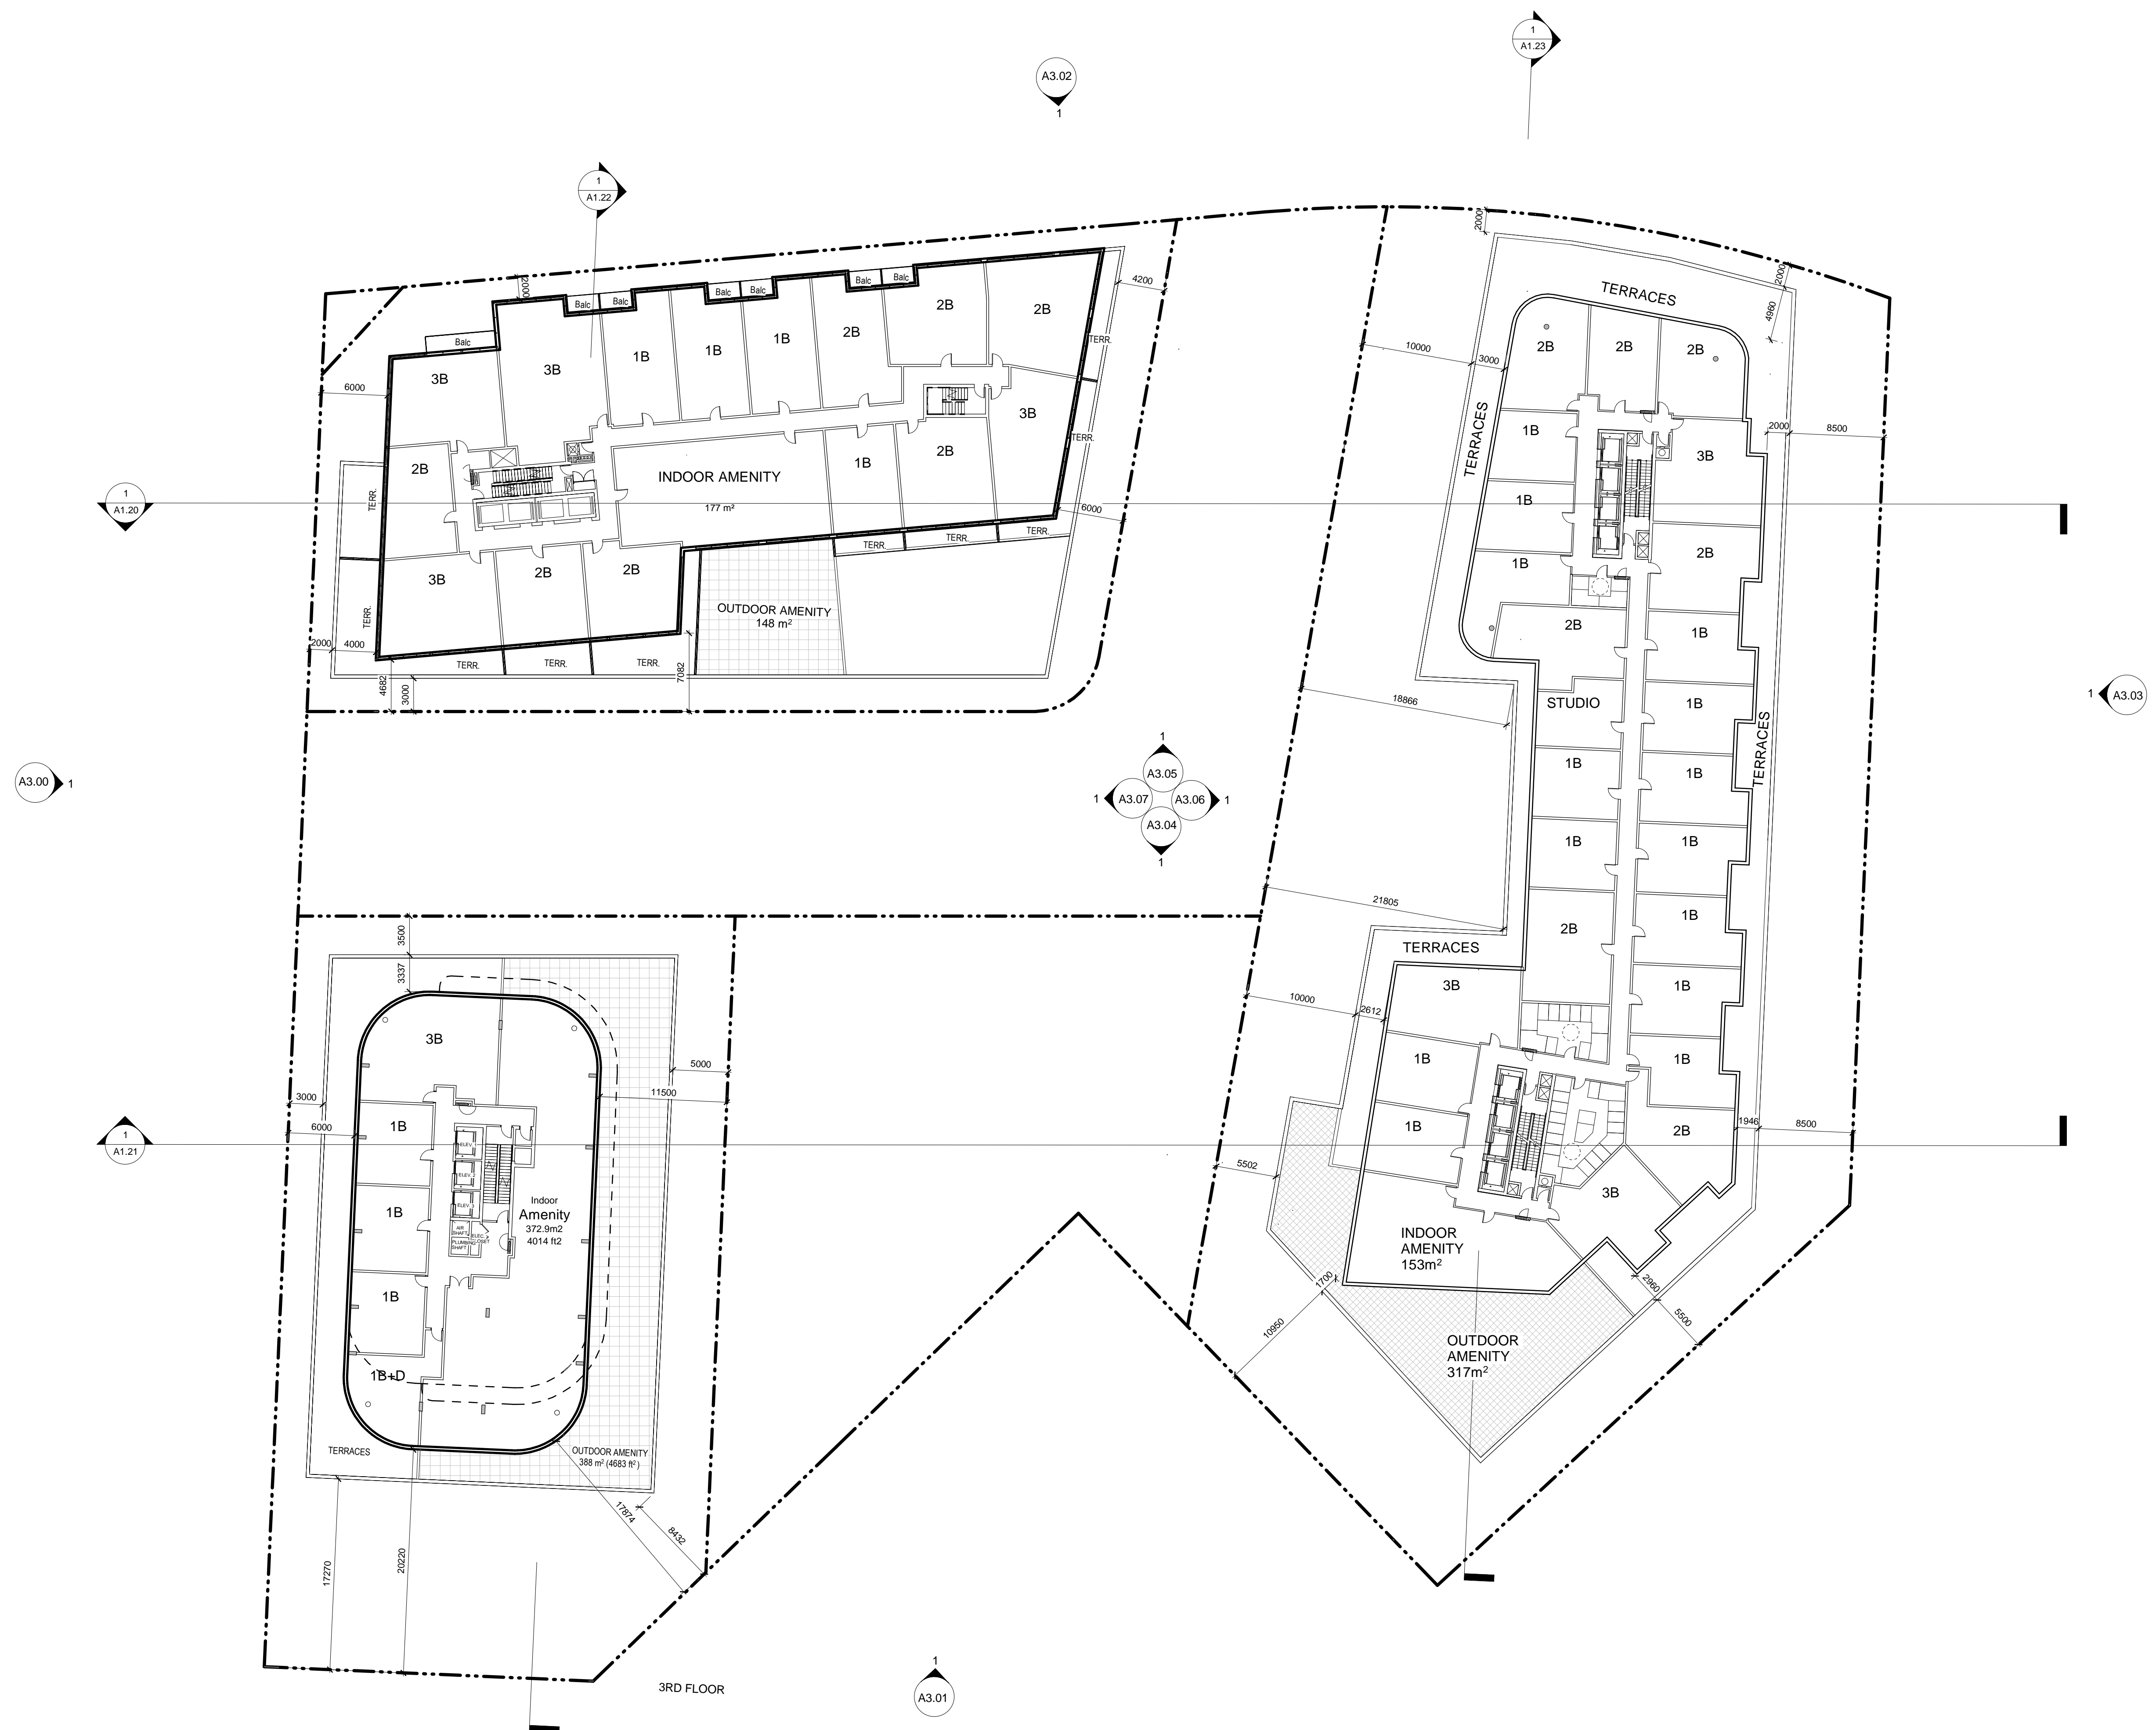 1
A1.23
A3.02
1
1
A1.22
2000
2000
4960
2000
4200
Balc
Balc
Balc
Balc
Balc
Balc
Balc
3B
3B
1B
1B
1B
2B
2B
2B
TERR.
3B
TERR.
6000
2B
TERR.
INDOOR AMENITY
177 m²
1B
2B
6000
TERR.
TERR.
TERR.
3B
2B
2B
TERR.
OUTDOOR AMENITY
148 m²
2000
4000
TERR.
TERR.
TERR.
4682
3000
7082
1
A1.20
TERRACES
10000
3000
2B
2B
2B
TERRACES
1B
3B
2000
8500
1B
1B
2B
2B
1B
18866
STUDIO
1B
TERRACES
1B
1B
1B
1B
21805
2B
1B
TERRACES
3B
1B
10000
2612
1B
1B
1B
2B
1946
8500
5502
3B
INDOOR
AMENITY
153m²
1700
10950
2960
5500
OUTDOOR
AMENITY
317m²
1
A3.03
A3.00
1
1
A3.05
1
A3.07
A3.06
1
A3.04
1
3500
3337
3B
5000
11500
3000
6000
1B
1B
1B
1B+D
ELEV.
ELEV.
ELEV.
AIR
SHAFT
PLUMBING
SHAFT
ELEC.
Indoor
Amenity
372.9m2
4014 ft2
TERRACES
OUTDOOR AMENITY
388 m² (4683 ft²)
1
A1.21
17874
8432
17270
20220
3RD FLOOR
1
A3.01